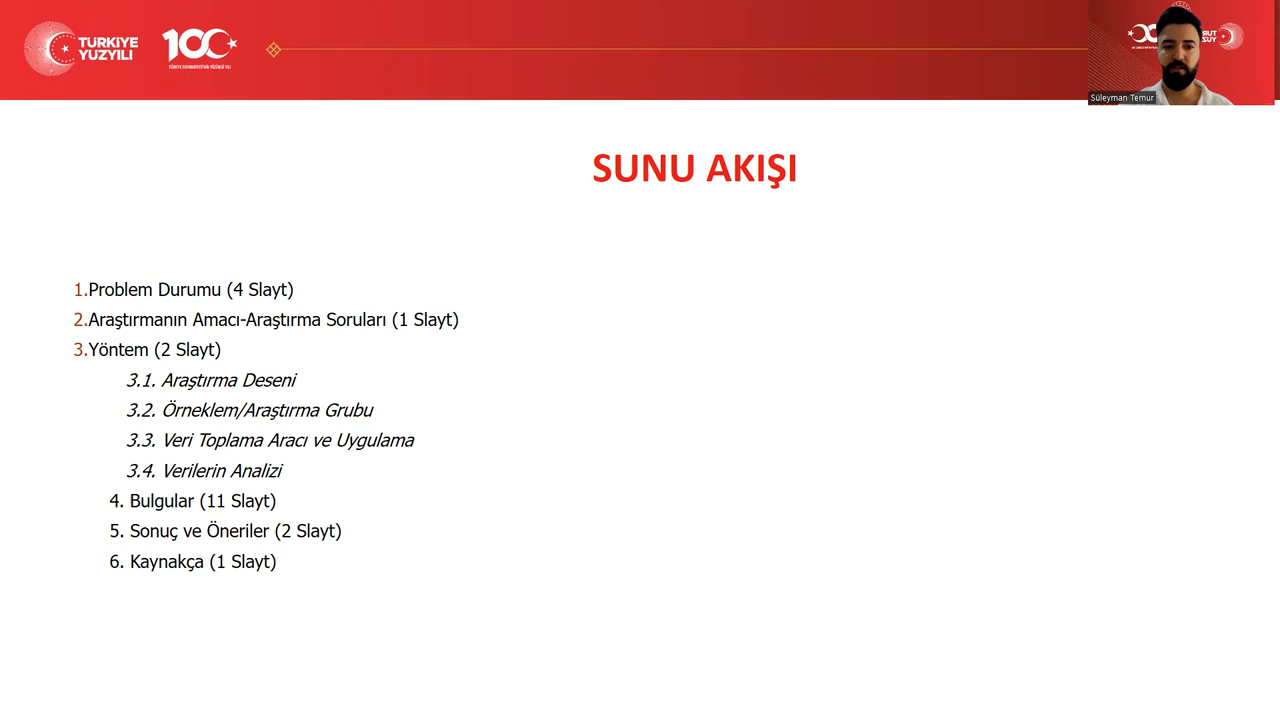 TÜRKİYE
YÜZYILI
100
TÜRKİYE CUMHURİYETİ'NİN YÜZÜNCÜ YILI
Süleyman Temur
SUNU AKIŞI
1.Problem Durumu (4 Slayt)
2.Araştırmanın Amacı-Araştırma Soruları (1 Slayt)
3.Yöntem (2 Slayt)
3.1. Araştırma Deseni
3.2. Örneklem/Araştırma Grubu
3.3. Veri Toplama Aracı ve Uygulama
3.4. Verilerin Analizi
4. Bulgular (11 Slayt)
5. Sonuç ve Öneriler (2 Slayt)
6. Kaynakça (1 Slayt)